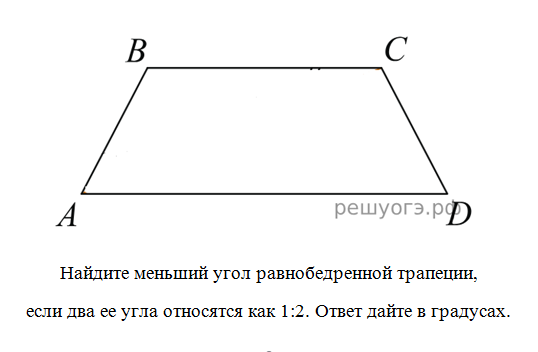 B C
решуогэ.рф
A D
Найдите меньший угол равнобедренной трапеции,
если два ее угла относятся как 1:2. Ответ дайте в градусах.